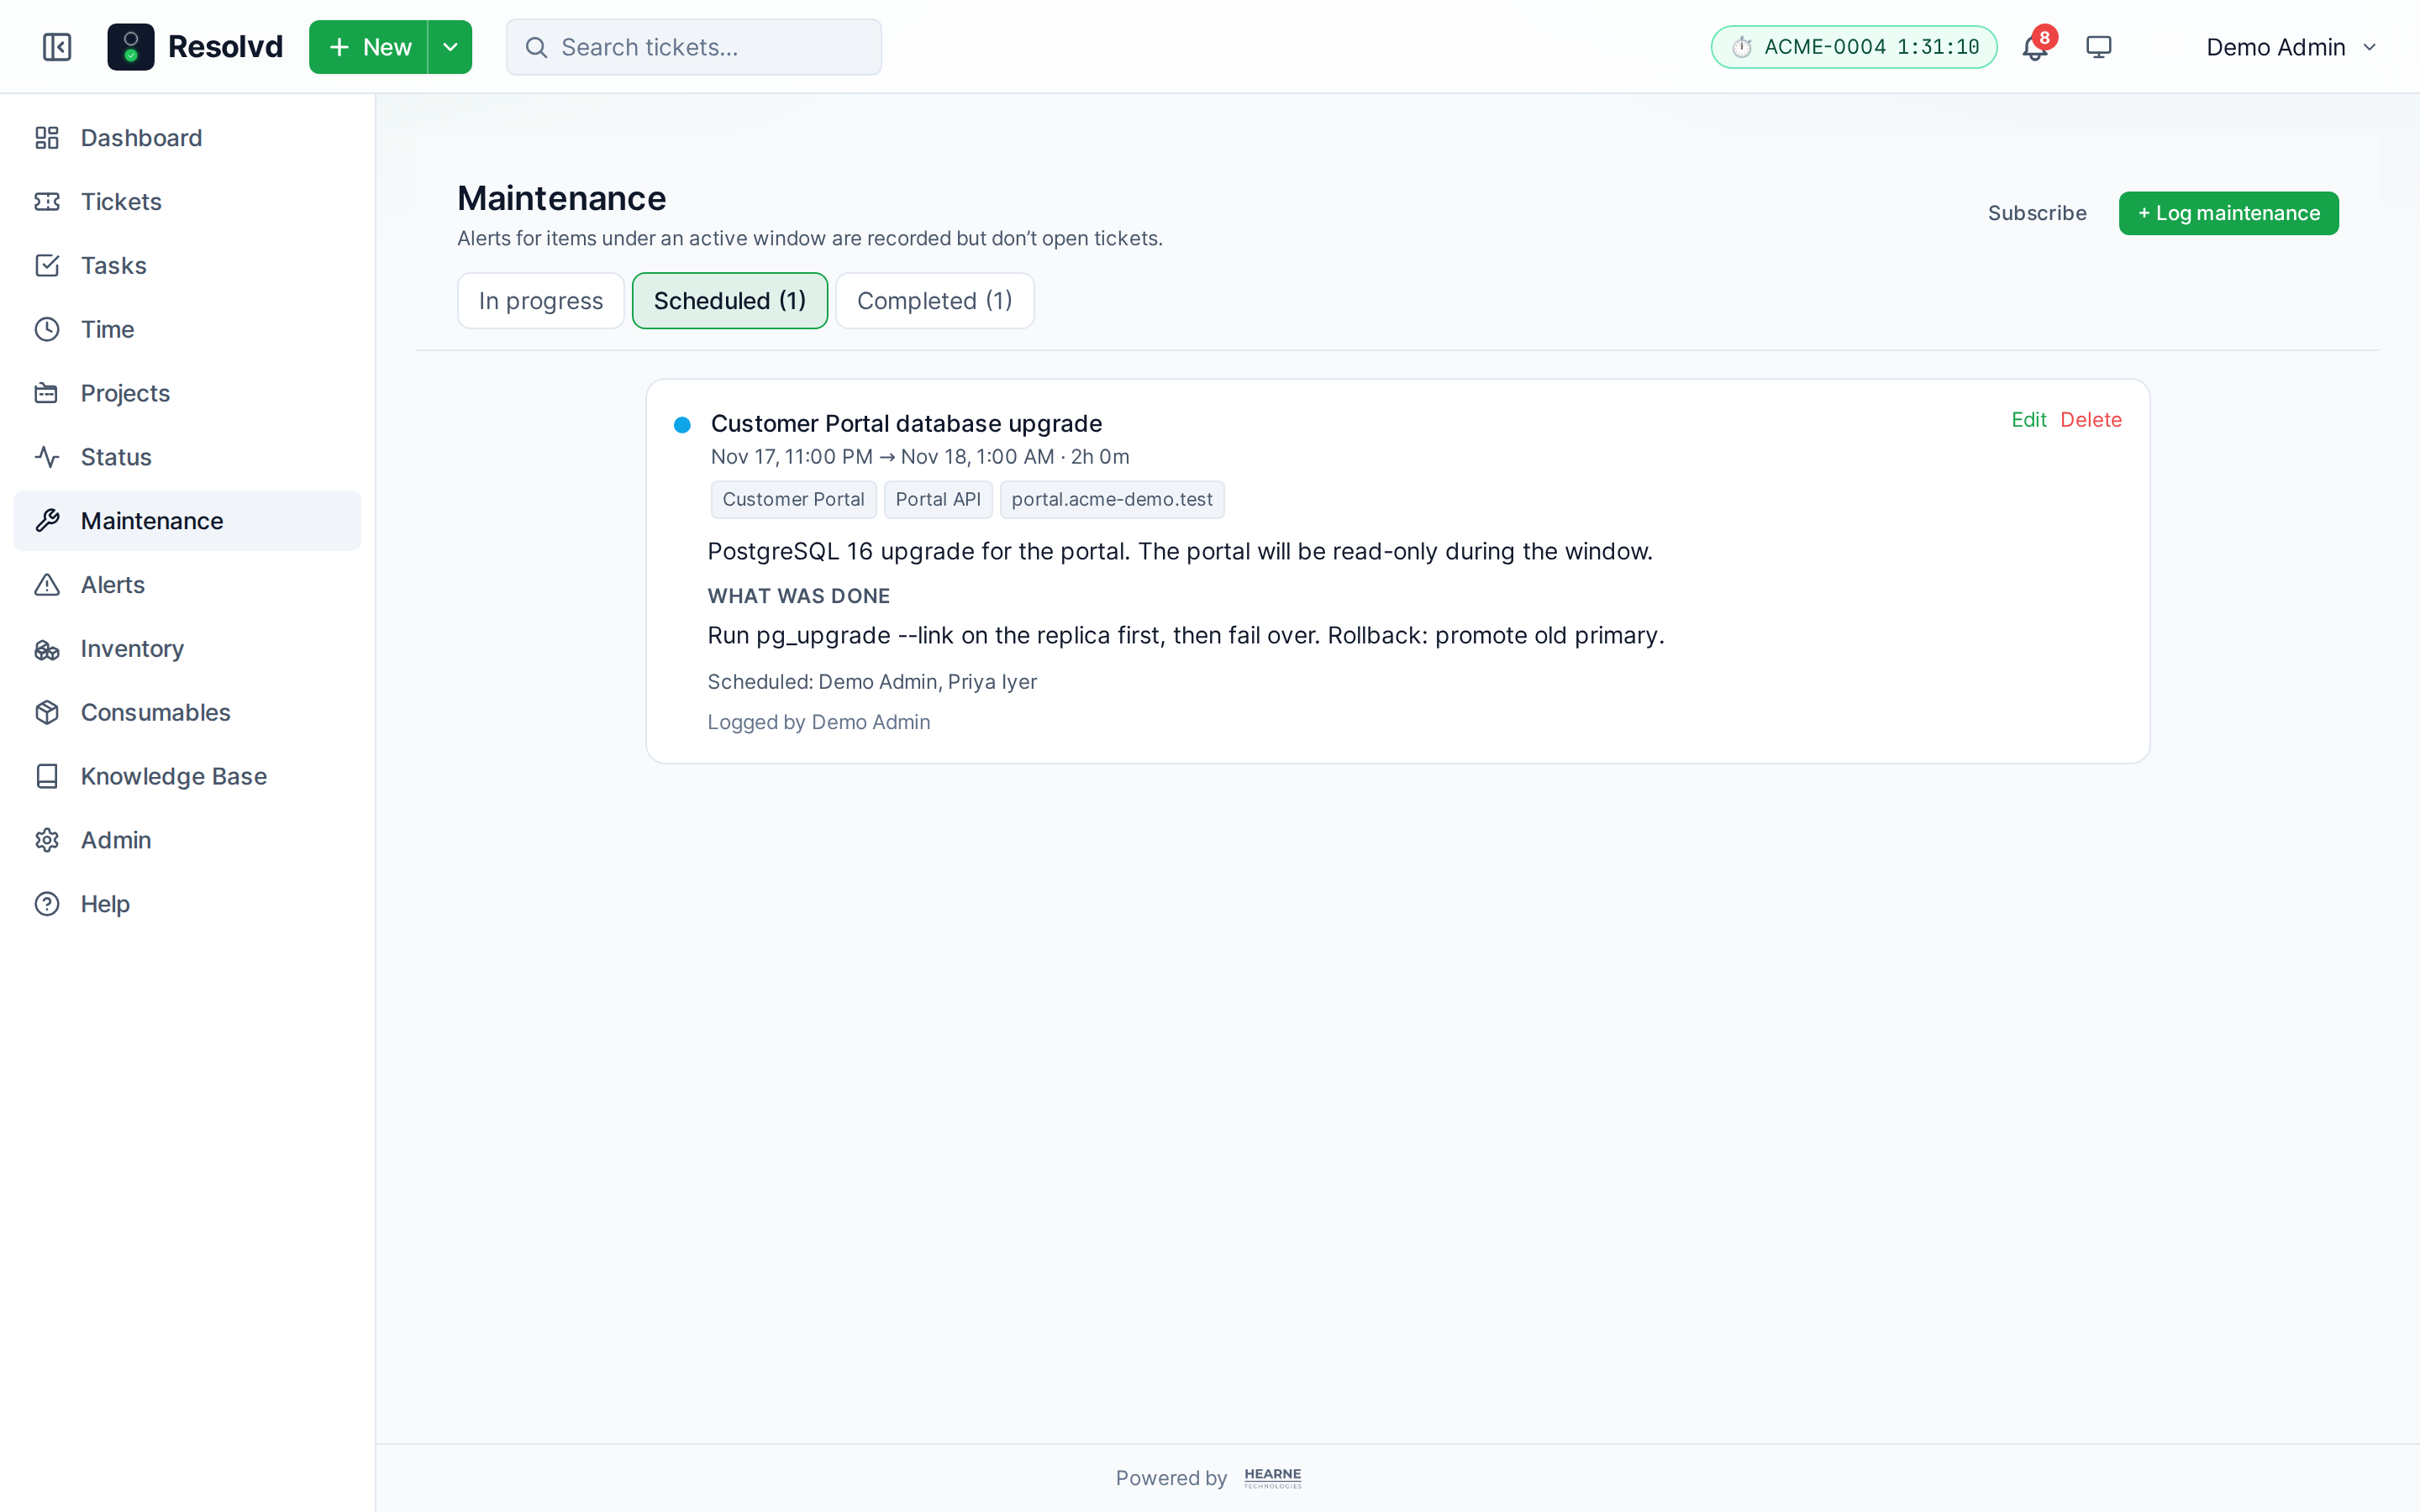 Resolvd
New
Search tickets...
ACME-0004 1:31:10
8
Demo Admin
Dashboard
Tickets
Tasks
Time
Projects
Status
Maintenance
Alerts
Inventory
Consumables
Knowledge Base
Admin
Help
Maintenance
Alerts for items under an active window are recorded but don’t open tickets.
Subscribe
+ Log maintenance
In progress
Scheduled (1)
Completed (1)
Customer Portal database upgrade
Edit Delete
Nov 17, 11:00 PM → Nov 18, 1:00 AM · 2h 0m
Customer Portal
Portal API
portal.acme-demo.test
PostgreSQL 16 upgrade for the portal. The portal will be read-only during the window.
WHAT WAS DONE
Run pg_upgrade --link on the replica first, then fail over. Rollback: promote old primary.
Scheduled: Demo Admin, Priya Iyer
Logged by Demo Admin
Powered by
HEARNE
TECHNOLOGIES